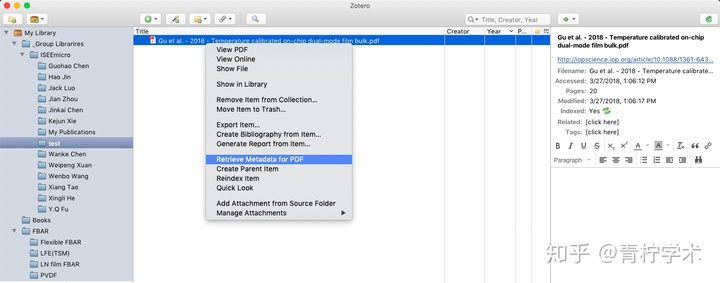 Zotero
My Library
_Group Librarires
ISEEmicro
Guohao Chen
Hao Jin
Jack Luo
Jian Zhou
Jinkai Chen
Kejun Xie
My Publications
test
Wanke Chen
Weipeng Xuan
Wenbo Wang
Xiang Tao
Xingli He
Y.Q Fu
Books
FBAR
Flexible FBAR
LFE(TSM)
LN film FBAR
PVDF
Title, Creator, Year
Title Creator Year P...
Gu et al. - 2018 - Temperature calibrated on-chip dual-mode film bulk.pdf
View PDF
View Online
Show File
Show in Library
Remove Item from Collection...
Move Item to Trash...
Export Item...
Create Bibliography from Item...
Generate Report from Item...
Retrieve Metadata for PDF
Create Parent Item
Reindex Item
Quick Look
Add Attachment from Source Folder
Manage Attachments
Gu et al. - 2018 - Temperature calibrated on-chip
dual-mode film bulk.pdf
http://iopscience.iop.org/article/10.1088/1361-643...
Filename: Gu et al. - 2018 - Temperature calibrate...
Accessed: 3/27/2018, 1:06:12 PM
Pages: 20
Modified: 3/27/2018, 1:06:17 PM
Indexed: Yes
Related: [click here]
Tags: [click here]
B I U S X₂ X² A A
Paragraph
知乎 @青柠学术